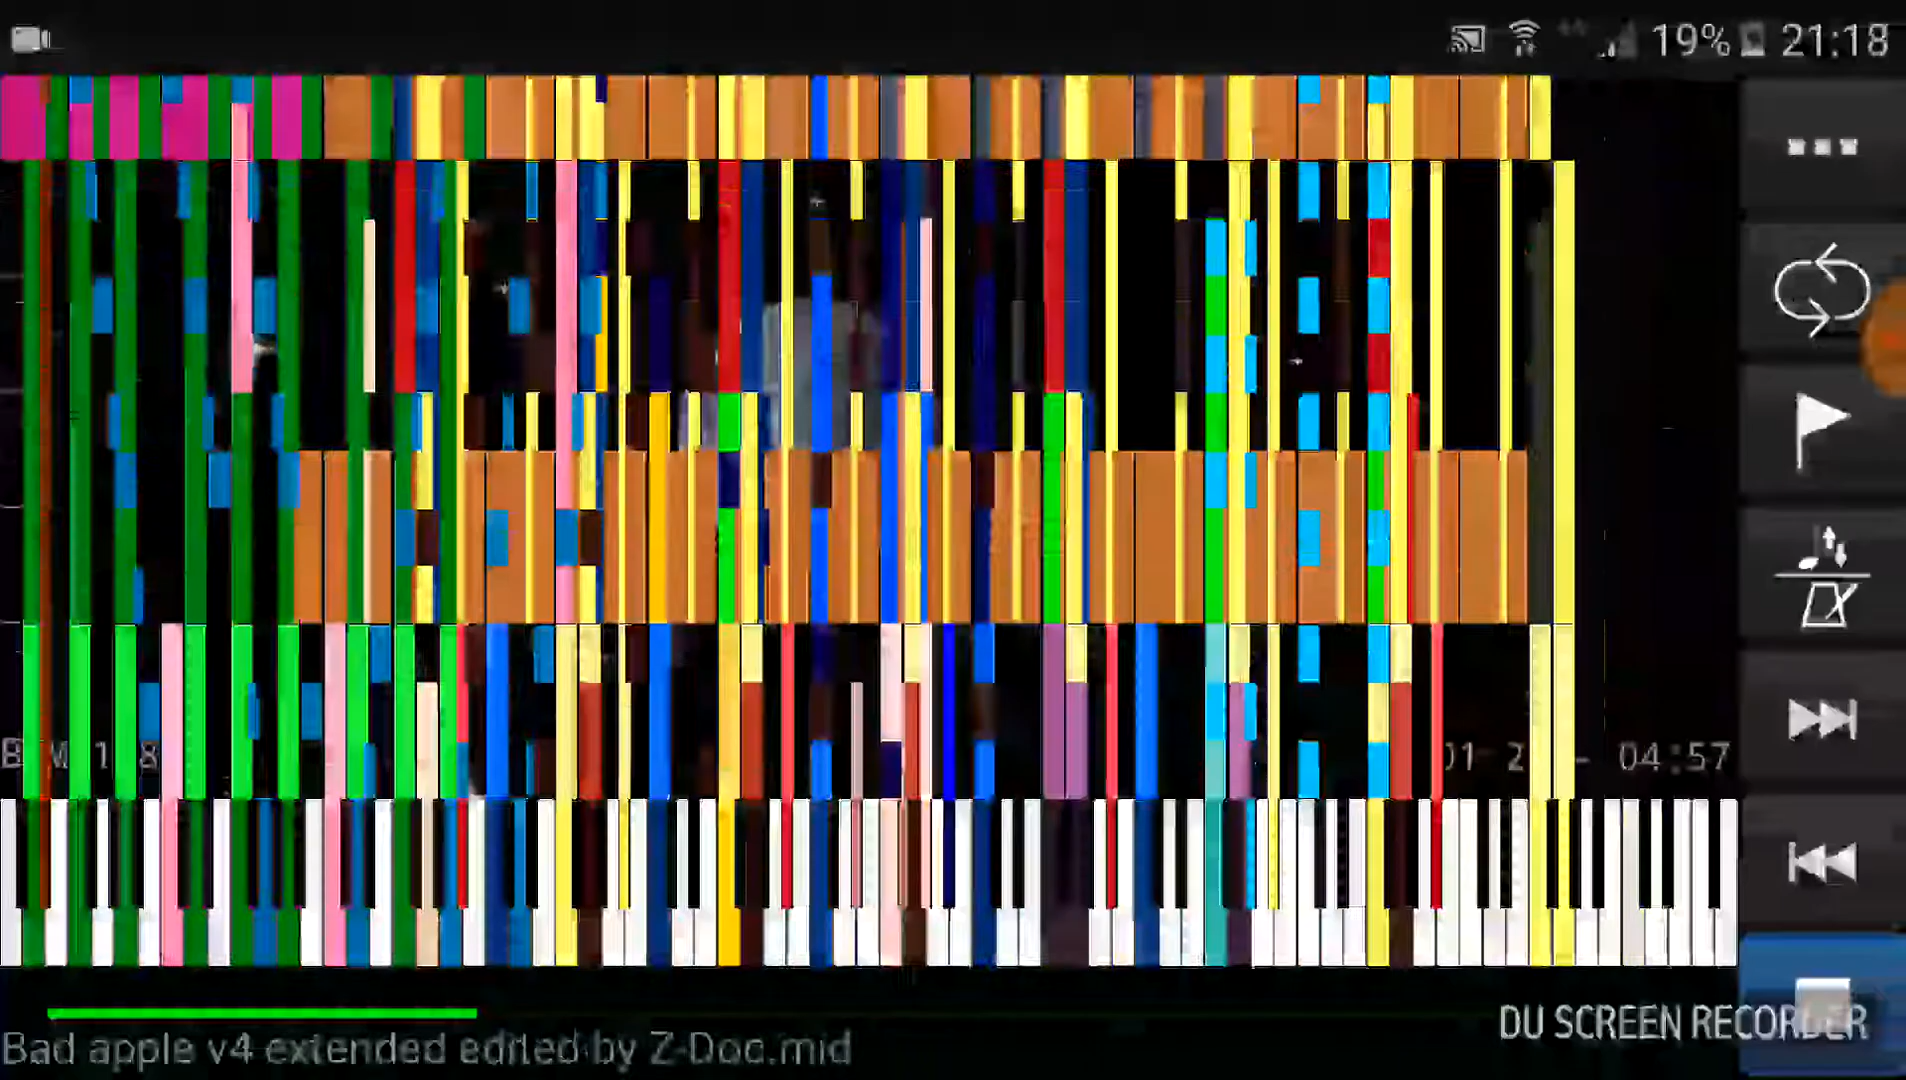 19% 21:18
04:57
DU SCREEN RECORDER
Bad apple v4 extended edited by Z-Doc.mid